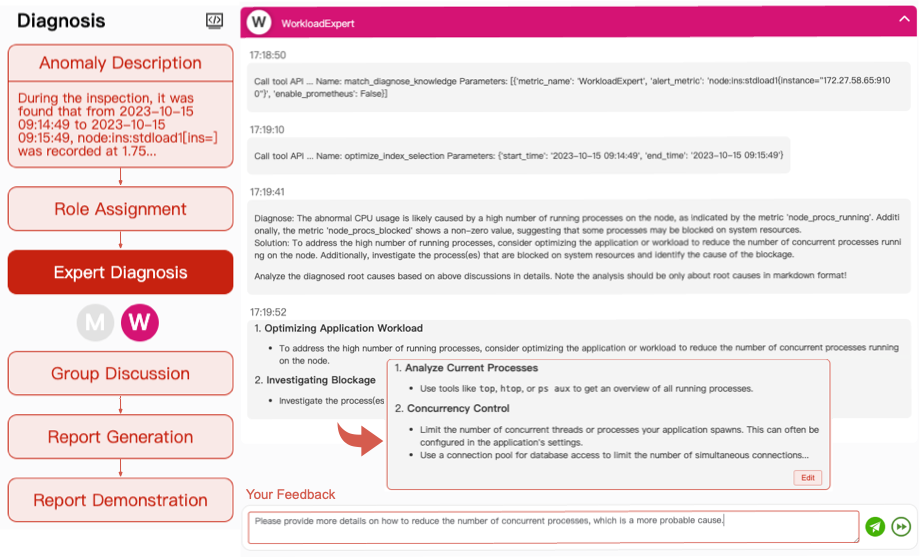 Diagnosis
Anomaly Description
During the inspection, it was
found that from 2023-10-15
09:14:49 to 2023-10-15
09:15:49, node:ins:stdload1[ins=]
was recorded at 1.75...
Role Assignment
Expert Diagnosis
M W
Group Discussion
Report Generation
Report Demonstration
W WorkloadExpert
17:18:50
Call tool API ... Name: match_diagnose_knowledge Parameters: [{'metric_name': 'WorkloadExpert', 'alert_metric': 'node:ins:stdload1{instance="172.27.58.65:910
0"}', 'enable_prometheus': False}]
17:19:10
Call tool API ... Name: optimize_index_selection Parameters: {'start_time': '2023-10-15 09:14:49', 'end_time': '2023-10-15 09:15:49'}
17:19:41
Diagnose: The abnormal CPU usage is likely caused by a high number of running processes on the node, as indicated by the metric 'node_procs_running'. Additi
onally, the metric 'node_procs_blocked' shows a non-zero value, suggesting that some processes may be blocked on system resources.
Solution: To address the high number of running processes, consider optimizing the application or workload to reduce the number of concurrent processes runni
ng on the node. Additionally, investigate the process(es) that are blocked on system resources and identify the cause of the blockage.
Analyze the diagnosed root causes based on above discussions in details. Note the analysis should be only about root causes in markdown format!
17:19:52
1. Optimizing Application Workload
• To address the high number of running processes, consider optimizing the application or workload to reduce the number of concurrent processes running
on the node.
2. Investigating Blockage
• Investigate the process(es
1. Analyze Current Processes
• Use tools like top, htop, or ps aux to get an overview of all running processes.
2. Concurrency Control
• Limit the number of concurrent threads or processes your application spawns. This can often be
configured in the application's settings.
• Use a connection pool for database access to limit the number of simultaneous connections...
Edit
Your Feedback
Please provide more details on how to reduce the number of concurrent processes, which is a more probable cause.